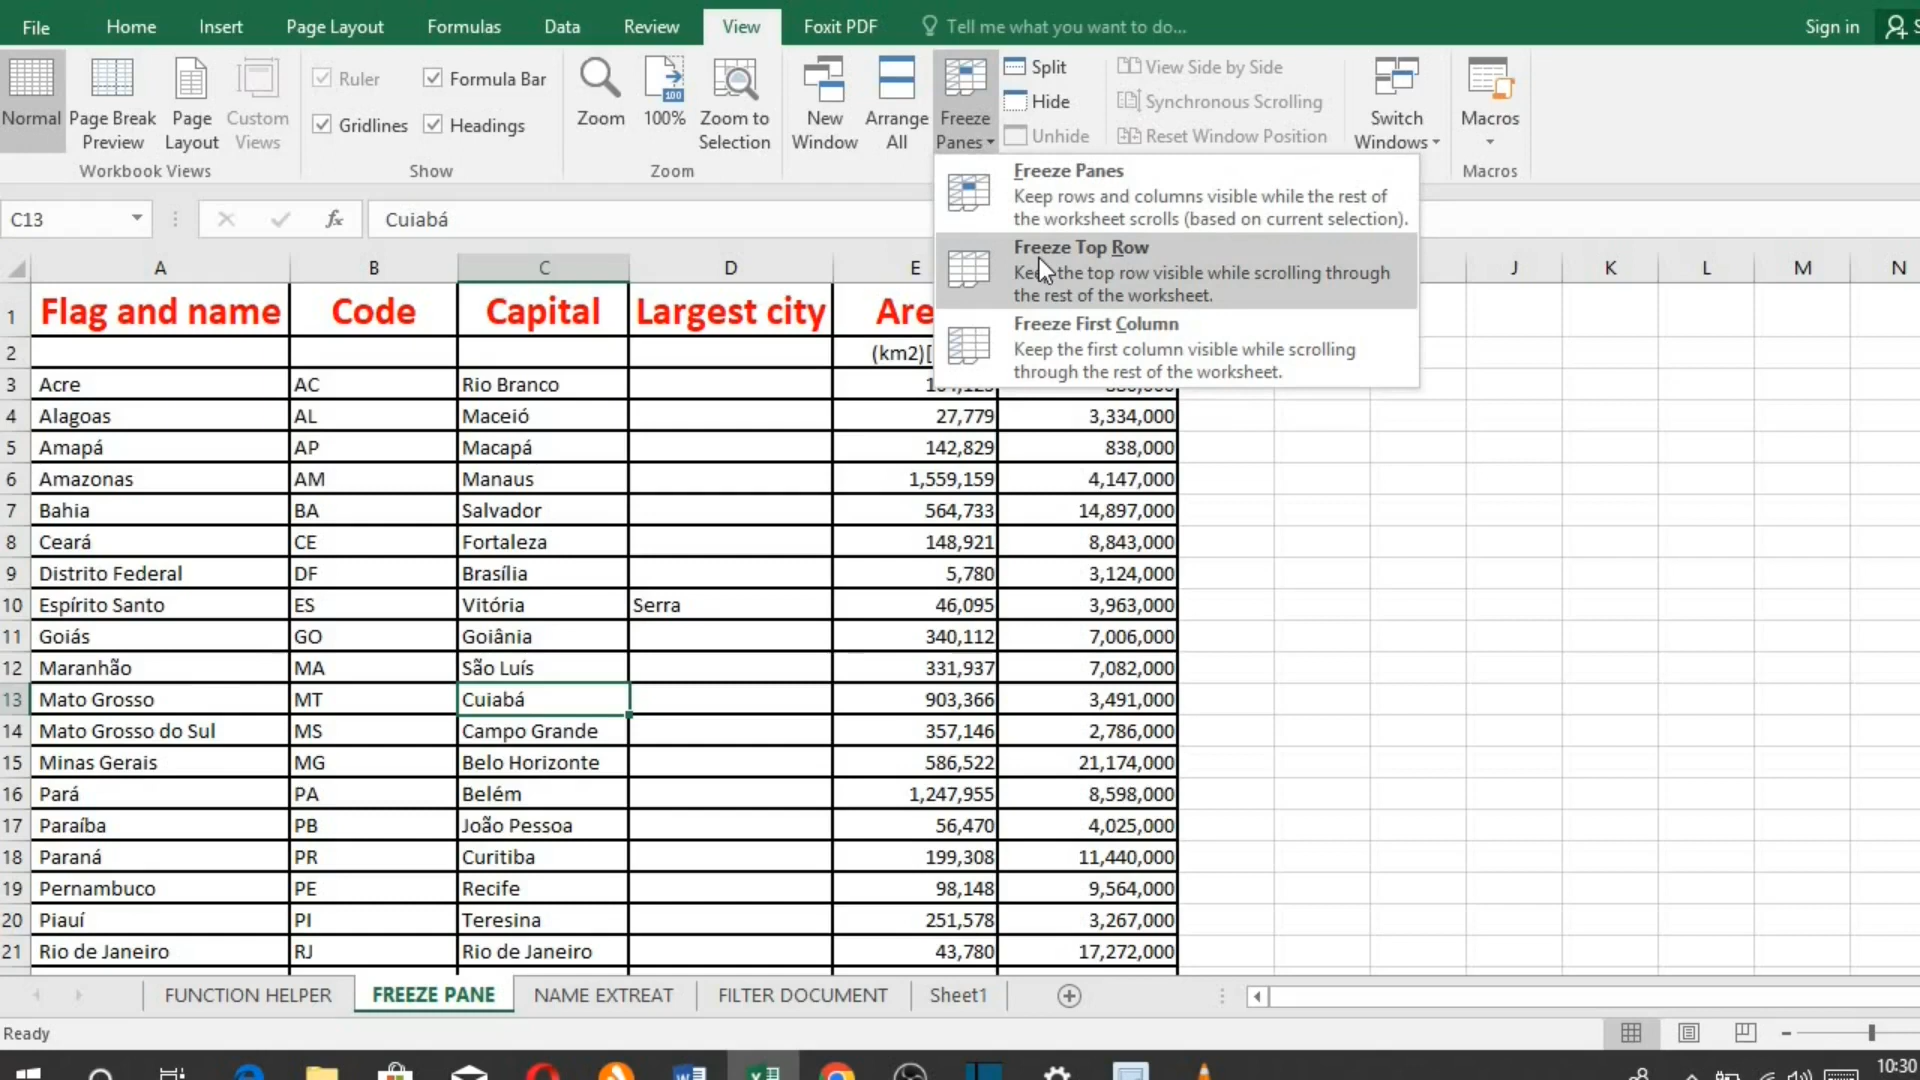 File Home Insert Page Layout Formulas Data Review View Foxit PDF Tell me what you want to do... Sign in
Normal Page Break Preview Page Layout Custom Views
Workbook Views
Ruler Formula Bar
Gridlines Headings
Show
Zoom 100% Zoom to Selection
Zoom
New Window Arrange All Freeze Panes
Split
Hide
Unhide
View Side by Side
Synchronous Scrolling
Reset Window Position
Switch Windows Macros
Macros
Freeze Panes
Keep rows and columns visible while the rest of
the worksheet scrolls (based on current selection).
Freeze Top Row
the top row visible while scrolling through
the rest of the worksheet.
Freeze First Column
Keep the first column visible while scrolling
through the rest of the worksheet.
C13 fx Cuiabá
A B C D E J K L M N
1 Flag and name Code Capital Largest city
2 (km2)[
3 Acre AC Rio Branco
4 Alagoas AL Maceió 27,779 3,334,000
5 Amapá AP Macapá 142,829 838,000
6 Amazonas AM Manaus 1,559,159 4,147,000
7 Bahia BA Salvador 564,733 14,897,000
8 Ceará CE Fortaleza 148,921 8,843,000
9 Distrito Federal DF Brasília 5,780 3,124,000
10 Espírito Santo ES Vitória Serra 46,095 3,963,000
11 Goiás GO Goiânia 340,112 7,006,000
12 Maranhão MA São Luís 331,937 7,082,000
13 Mato Grosso MT Cuiabá 903,366 3,491,000
14 Mato Grosso do Sul MS Campo Grande 357,146 2,786,000
15 Minas Gerais MG Belo Horizonte 586,522 21,174,000
16 Pará PA Belém 1,247,955 8,598,000
17 Paraíba PB João Pessoa 56,470 4,025,000
18 Paraná PR Curitiba 199,308 11,440,000
19 Pernambuco PE Recife 98,148 9,564,000
20 Piauí PI Teresina 251,578 3,267,000
21 Rio de Janeiro RJ Rio de Janeiro 43,780 17,272,000
FUNCTION HELPER FREEZE PANE NAME EXTREAT FILTER DOCUMENT Sheet1
Ready
10:30